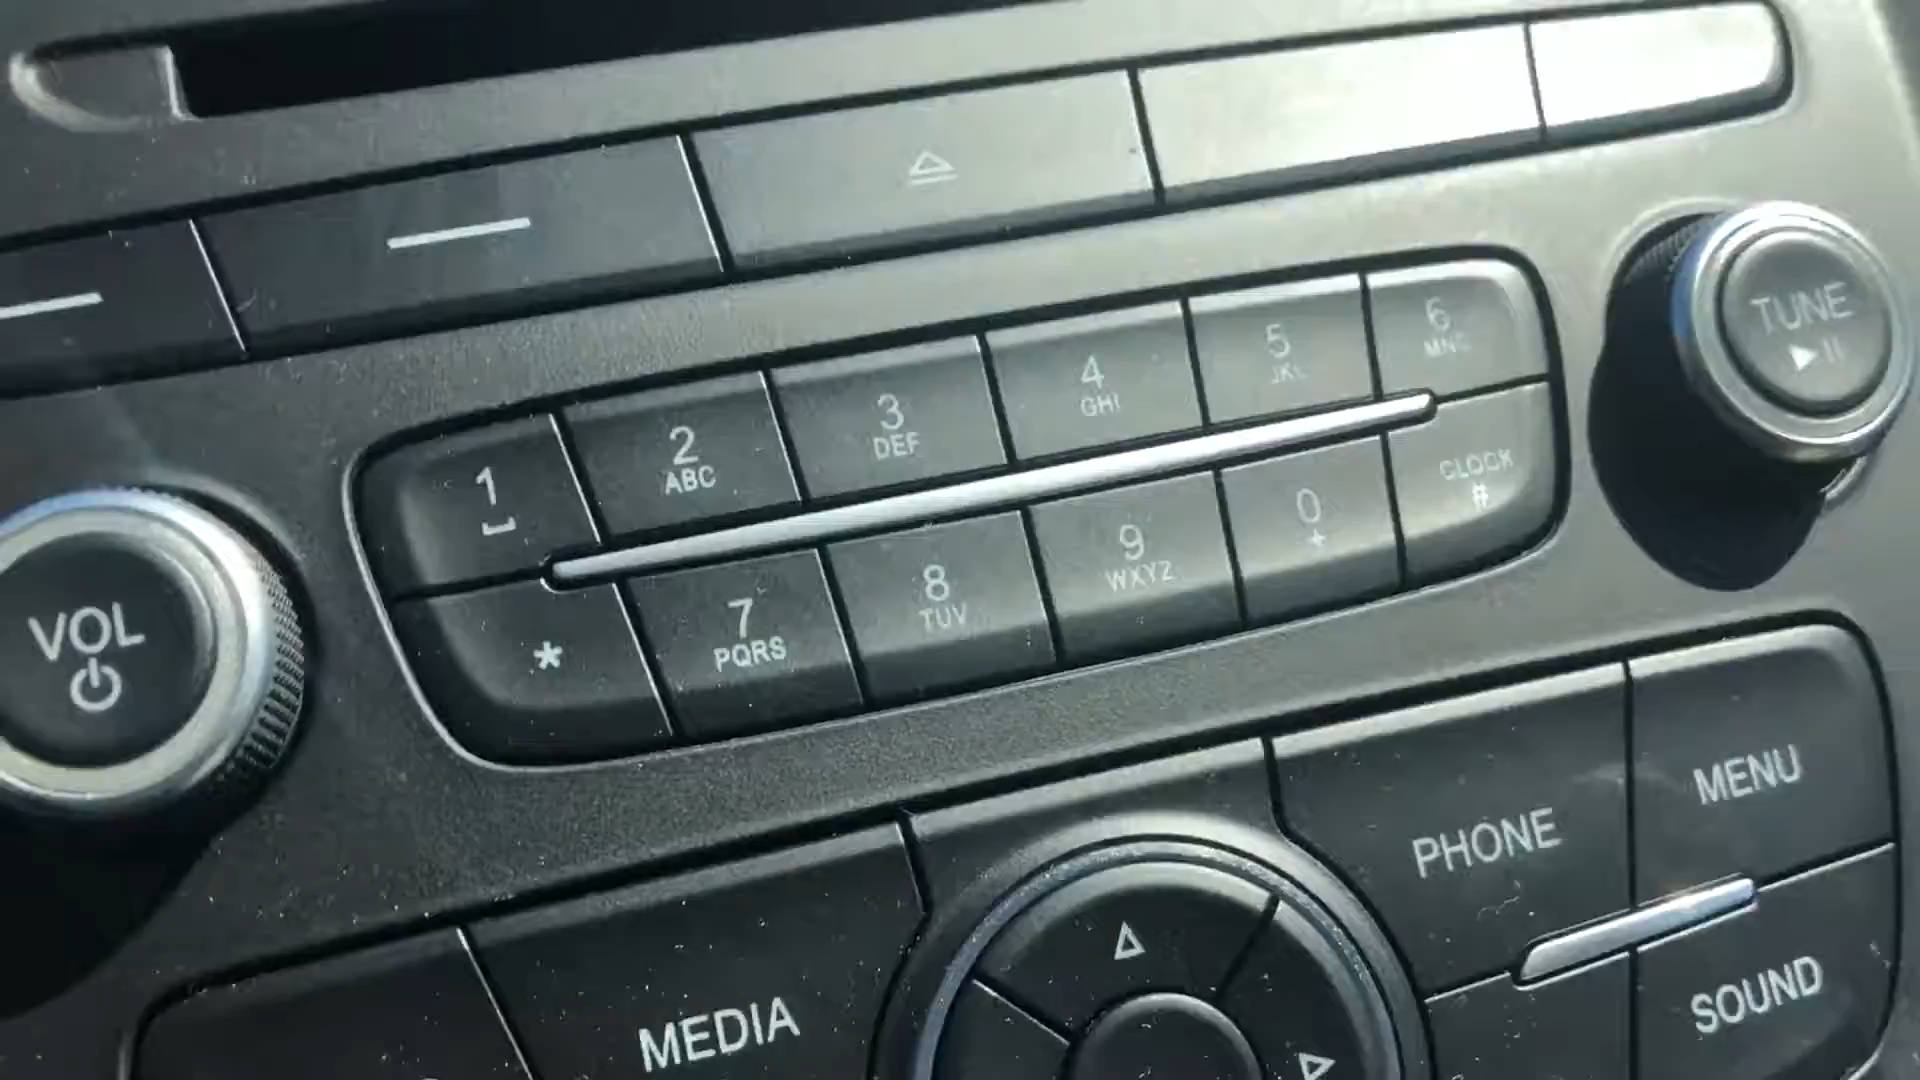 1
2
ABC
3
DEF
4
GHI
5
JKL
6
MNO
TUNE
VOL
*
7
PQRS
8
TUV
9
WXYZ
0
+
CLOCK
#
PHONE
MENU
MEDIA
SOUND